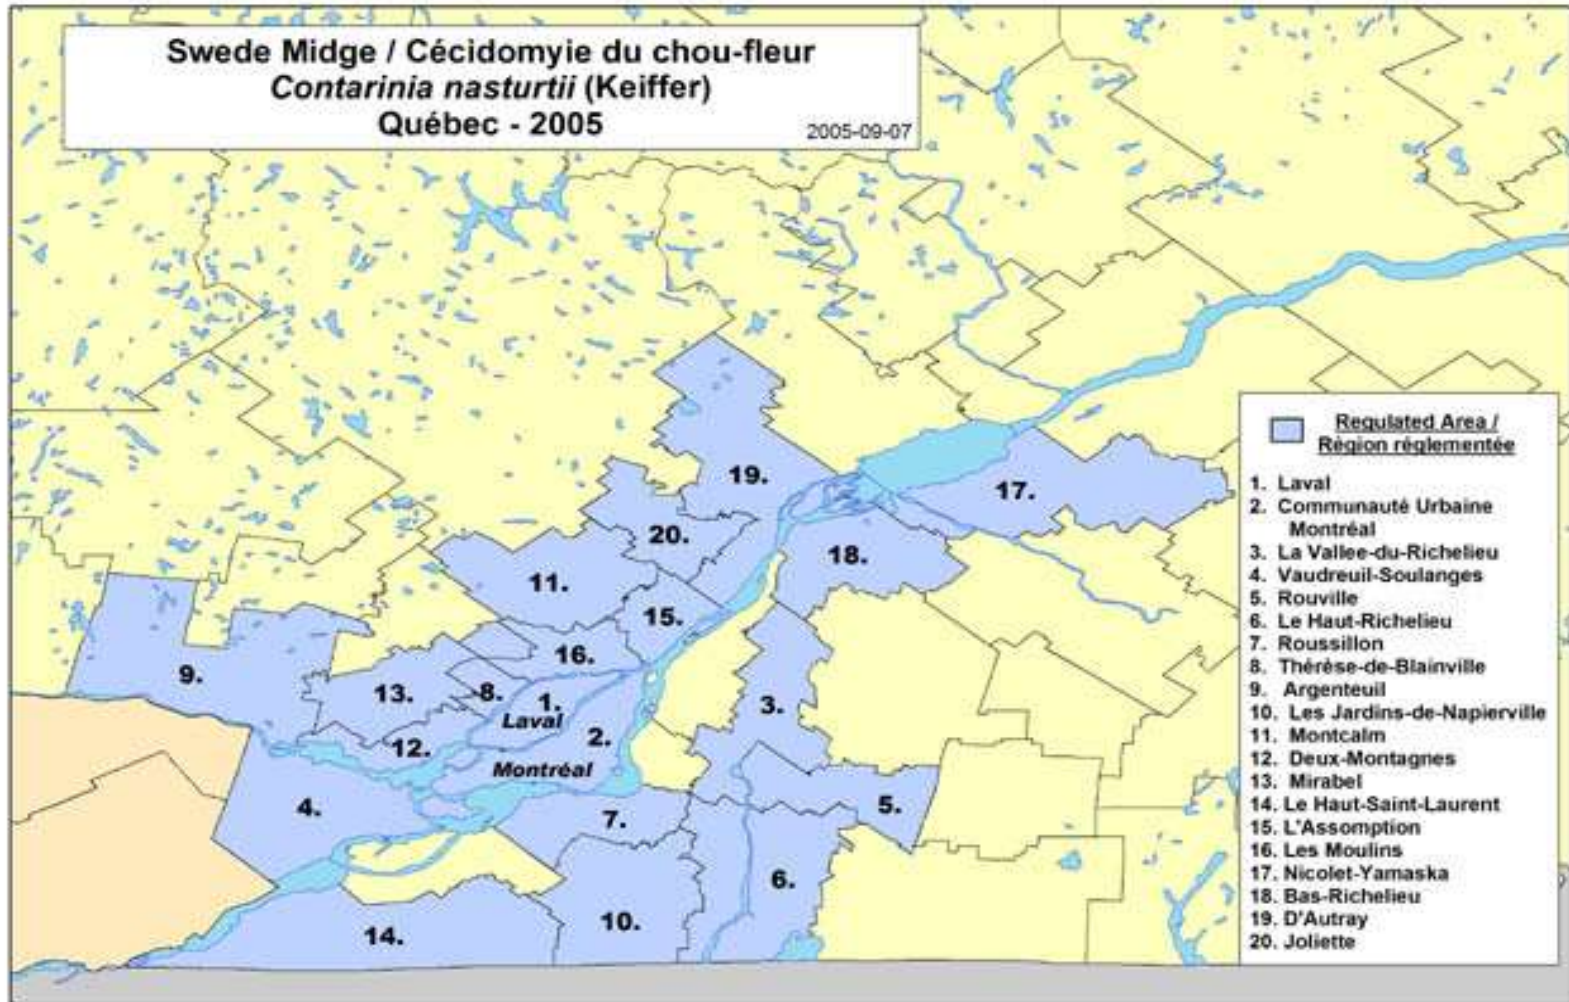 Swede Midge / Cécidomyie du chou-fleur
Contarinia nasturtii (Keiffer)
Québec - 2005
2005-09-07
19.
17.
20.
18.
11.
15.
16.
9.
13.
8.
1.
Laval
3.
2.
12.
Montréal
4.
5.
7.
6.
10.
14.
Regulated Area /
Région réglementée
1. Laval
2. Communauté Urbaine
Montréal
3. La Vallee-du-Richelieu
4. Vaudreuil-Soulanges
5. Rouville
6. Le Haut-Richelieu
7. Roussillon
8. Thérèse-de-Blainville
9. Argenteuil
10. Les Jardins-de-Napierville
11. Montcalm
12. Deux-Montagnes
13. Mirabel
14. Le Haut-Saint-Laurent
15. L'Assomption
16. Les Moulins
17. Nicolet-Yamaska
18. Bas-Richelieu
19. D'Autray
20. Joliette